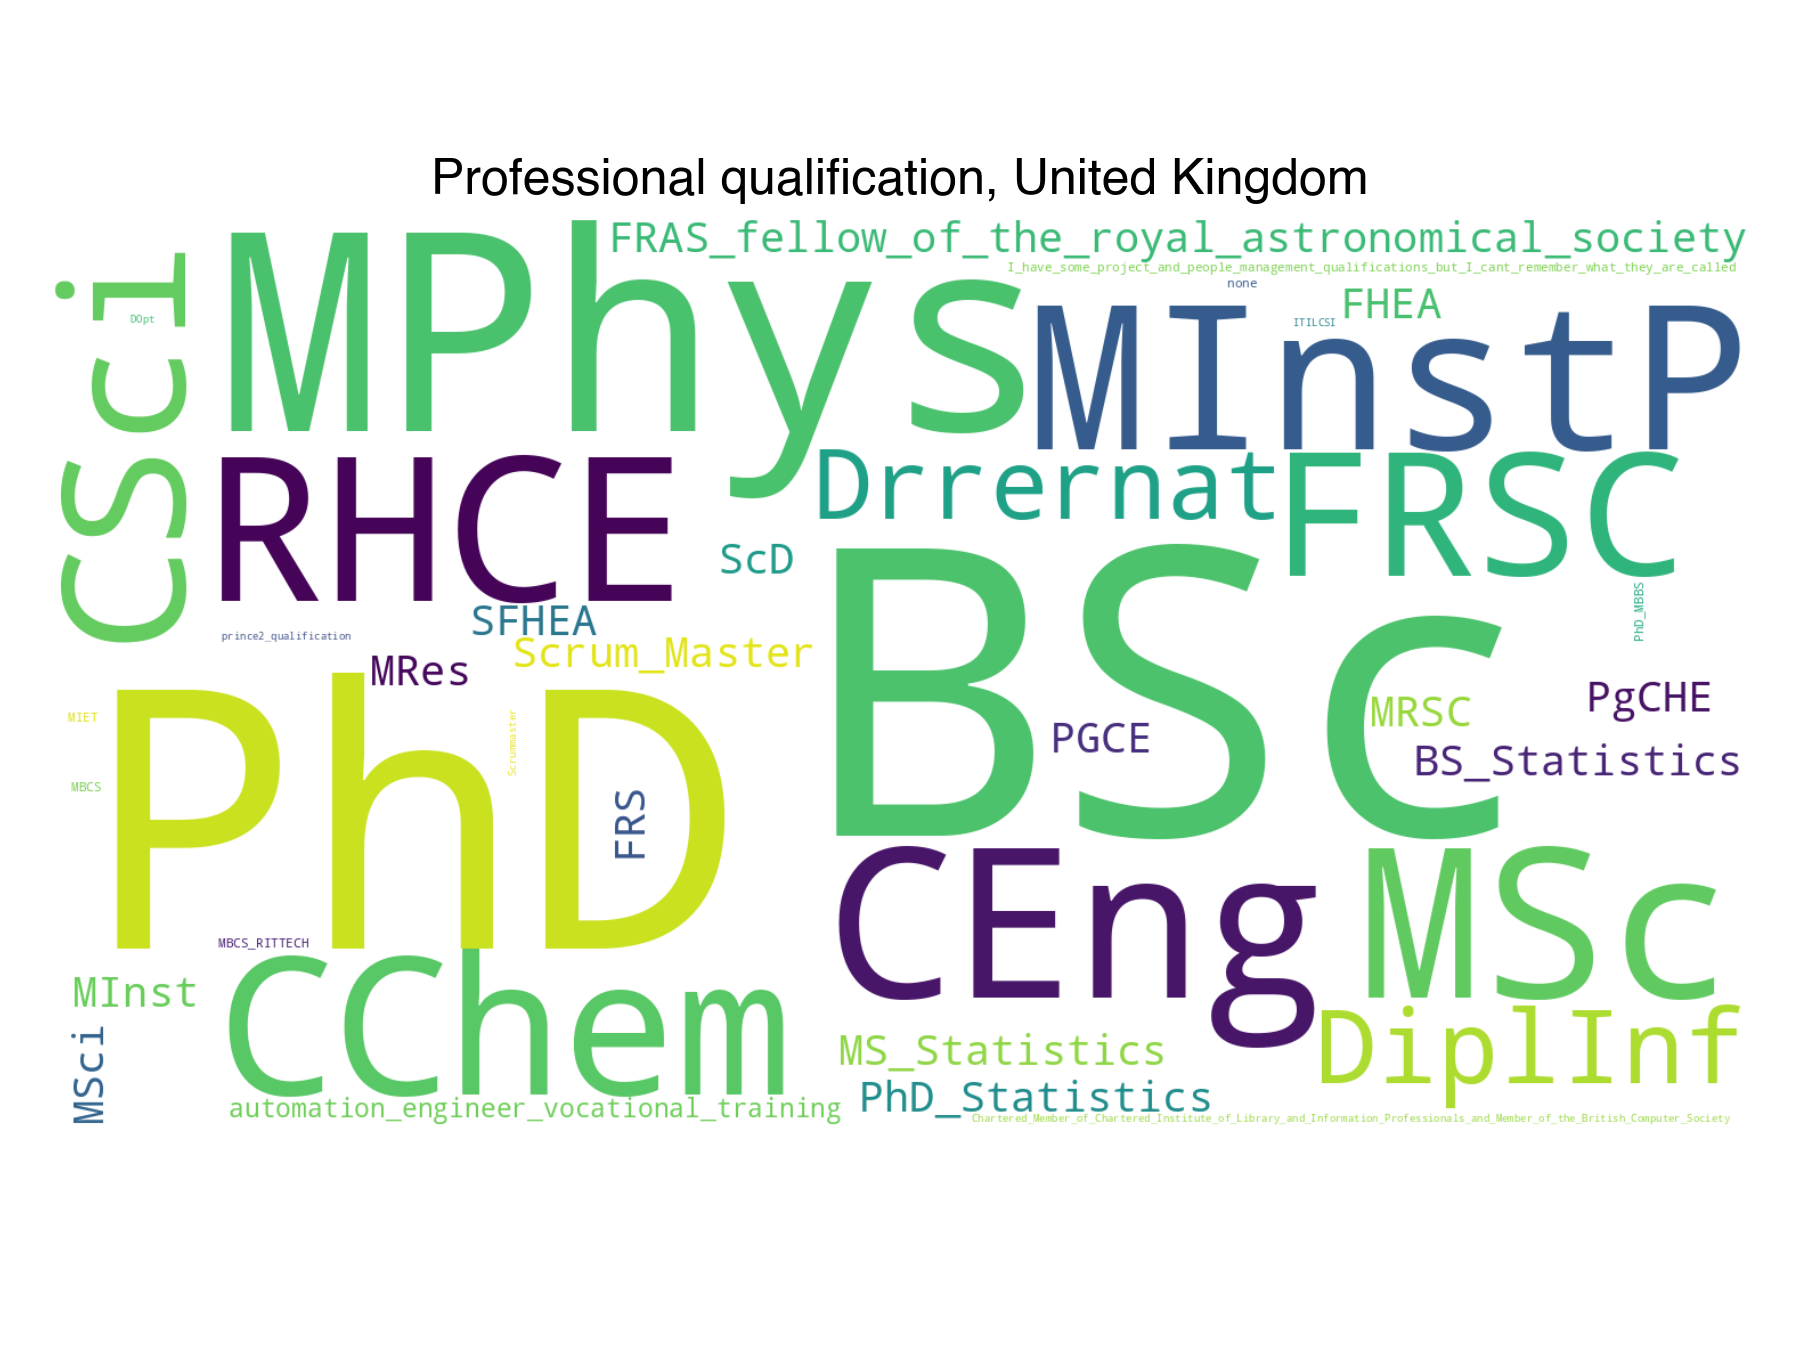 Professional qualification, United Kingdom
FRAS_fellow_of_the_royal_astronomical_society
I_have_some_project_and_people_management_qualifications_but_I_cant_remember_what_they_are_called
none
CSci
DOpt
MPhys
MInstP
ITILCSI
FHEA
RHCE
Drrernat
FRSC
ScD
BSc
PhD_MBBS
SFHEA
prince2_qualification
Scrum_Master
MRes
PhD
MIET
Scrummaster
MBCS
FRS
PGCE
MRSC
PgCHE
BS_Statistics
CEng
MSc
MBCS_RITTECH
MInst
CChem
MSci
DiplInf
MS_Statistics
PhD_Statistics
automation_engineer_vocational_training
Chartered_Member_of_Chartered_Institute_of_Library_and_Information_Professionals_and_Member_of_the_British_Computer_Society